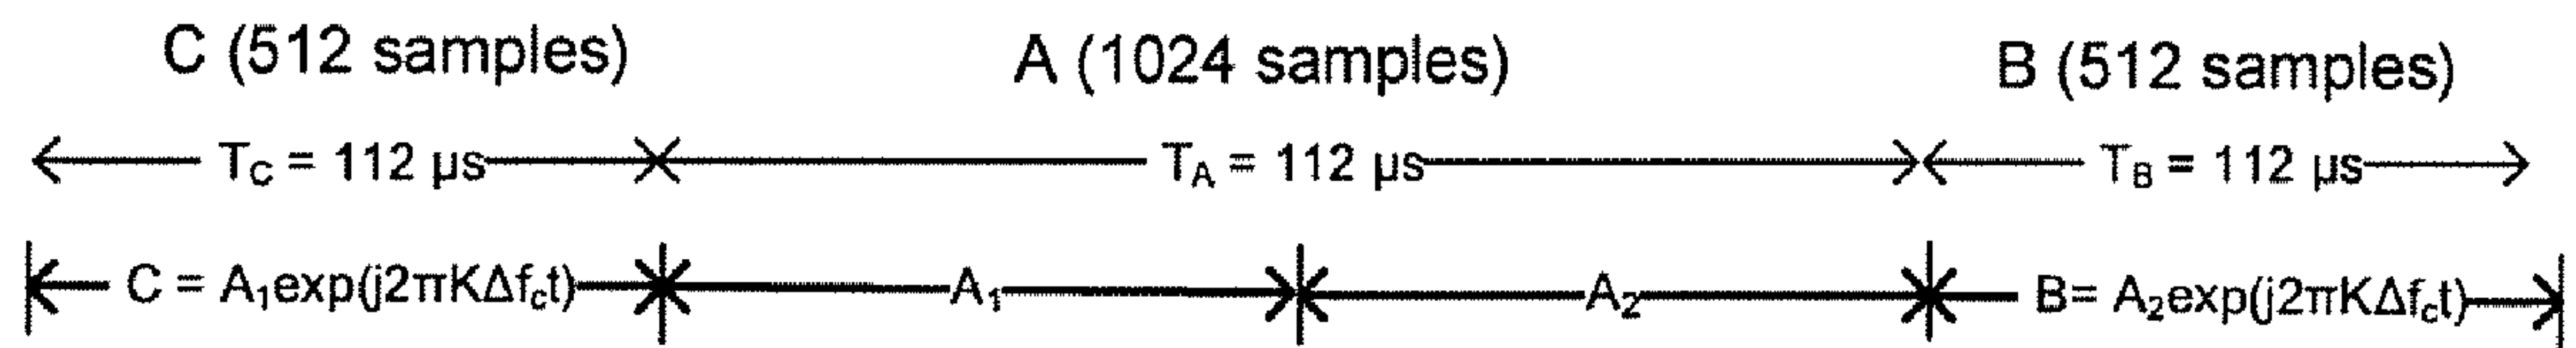 C (512 samples) A (1024 samples) B (512 samples)
T_C = 112 μs T_A = 112 μs T_B = 112 μs
C = A₁exp(j2πKΔf_ct) A₁ A₂ B= A₂exp(j2πKΔf_ct)